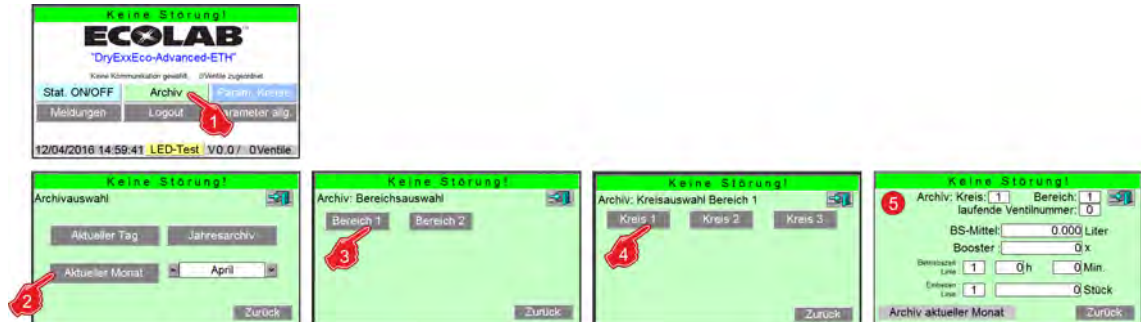 Keine Störung!
ECOLAB
"DryExxEco-Advanced-ETH"
Keine Kommunikation gewählt, 0Ventile zugeordnet
Stat. ON/OFF Archiv Param. Kreise
Meldungen Logout Parameter allg.
1
12/04/2016 14:59:41 LED-Test V0.0 / 0Ventile
Keine Störung!
Archivauswahl
Aktueller Tag Jahresarchiv
Aktueller Monat April
2
Zurück
Keine Störung!
Archiv: Bereichsauswahl
Bereich 1 Bereich 2
3
Zurück
Keine Störung!
Archiv: Kreisauswahl Bereich 1
Kreis 1 Kreis 2 Kreis 3
4
Zurück
Keine Störung!
5 Archiv: Kreis: 1 Bereich: 1
laufende Ventilnummer: 0
BS-Mittel: 0.000 Liter
Booster : 0 x
Betriebszeit
Linie 1 0 h 0 Min.
Einheiten
Linie 1 0 Stück
Archiv aktueller Monat Zurück